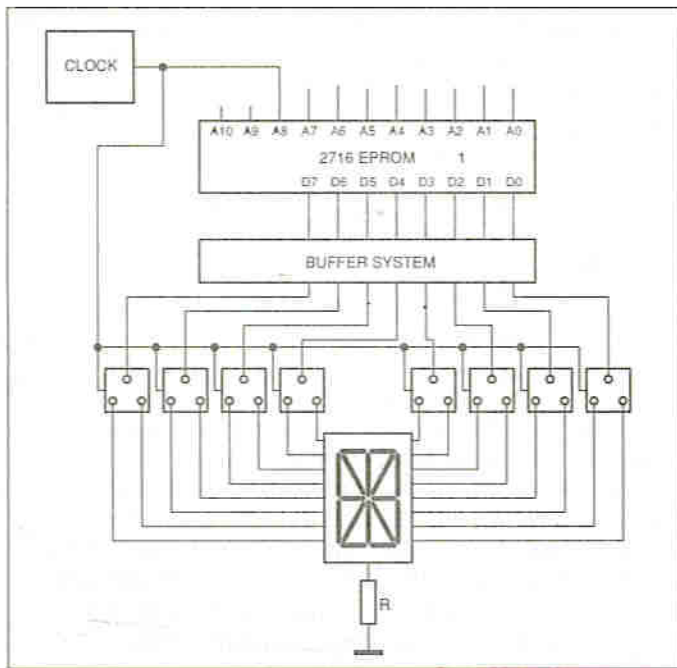 CLOCK
A10 A9 A8 A7 A6 A5 A4 A3 A2 A1 A0
2716 EPROM 1
D7 D6 D5 D4 D3 D2 D1 D0
BUFFER SYSTEM
R